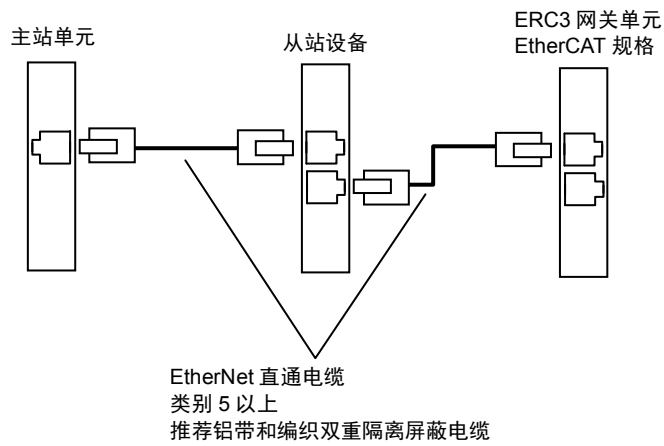 主站单元
从站设备
ERC3 网关单元
EtherCAT 规格
EtherNet 直通电缆
类别 5 以上
推荐铝带和编织双重隔离屏蔽电缆